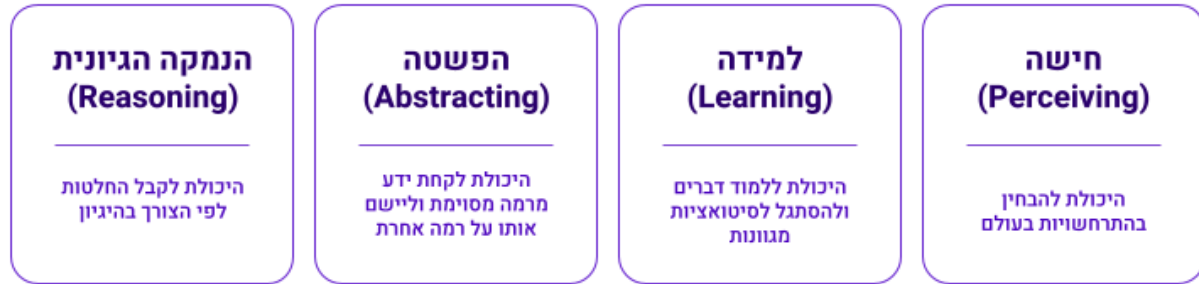 חישה
(Perceiving)
היכולת להבחין
בהתרחשויות בעולם
למידה
(Learning)
היכולת ללמוד דברים
ולהסתגל לסיטואציות
מגוונות
הפשטה
(Abstracting)
היכולת לקחת ידע
מרמה מסוימת וליישם
אותו על רמה אחרת
הנמקה הגיונית
(Reasoning)
היכולת לקבל החלטות
לפי הצורך בהיגיון